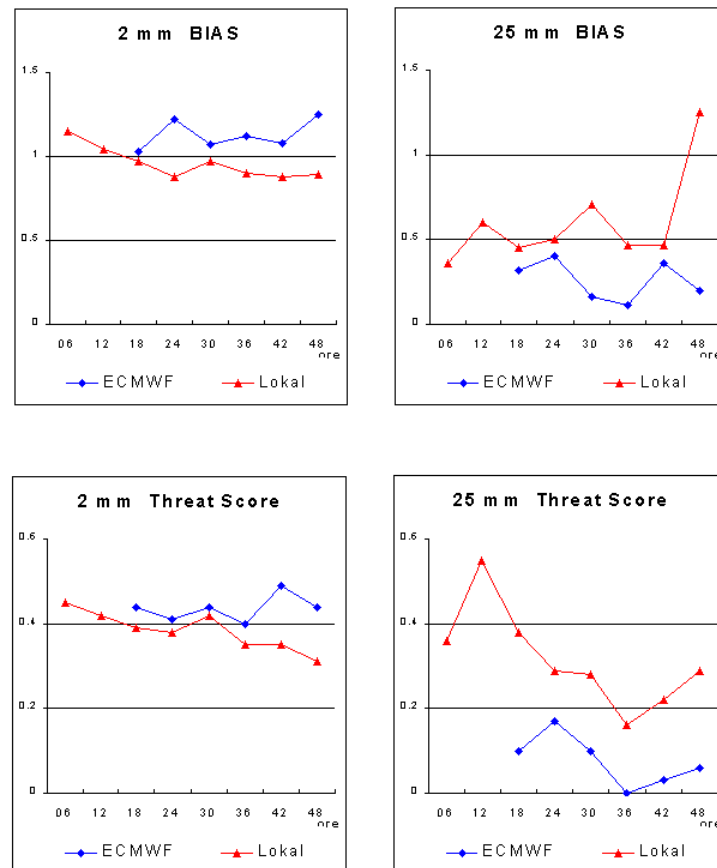 2 mm BIAS
1.5
1
0.5
0
06 12 18 24 30 36 42 48
ore
ECMWF Lokal
25 mm BIAS
1.5
1
0.5
0
06 12 18 24 30 36 42 48
ore
ECMWF Lokal
2 mm Threat Score
0.6
0.4
0.2
0
06 12 18 24 30 36 42 48
ore
ECMWF Lokal
25 mm Threat Score
0.6
0.4
0.2
0
06 12 18 24 30 36 42 48
ore
ECMWF Lokal